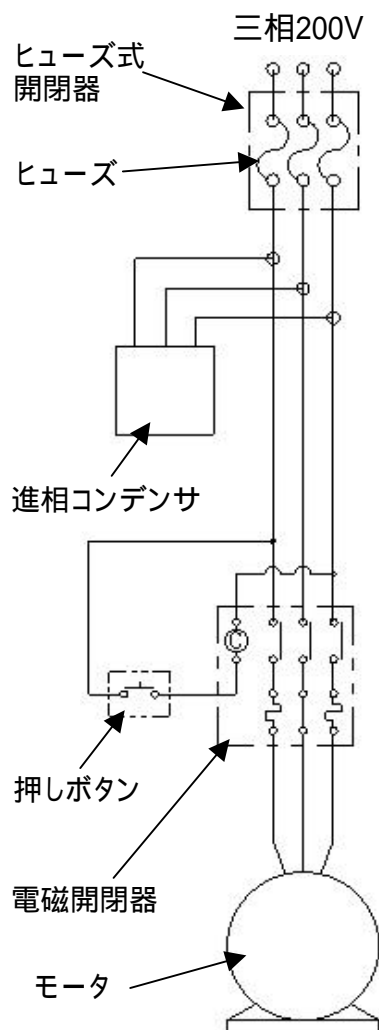 三相200V
ヒューズ式
開閉器
ヒューズ
進相コンデンサ
C
押しボタン
電磁開閉器
モータ